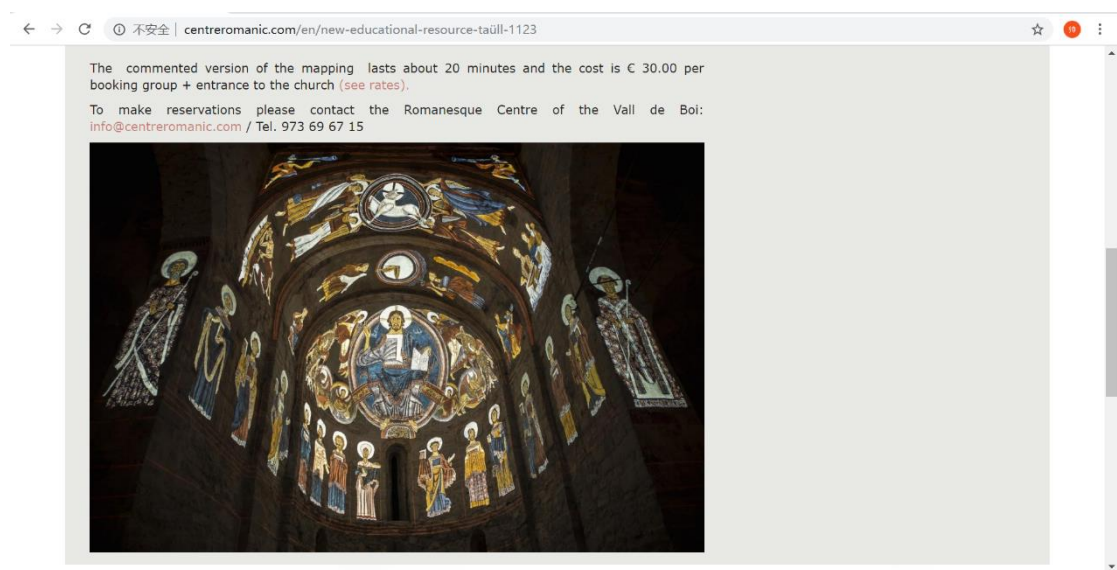 不安全 | centreromanic.com/en/new-educational-resource-taüll-1123
10
The commented version of the mapping lasts about 20 minutes and the cost is € 30.00 per
booking group + entrance to the church (see rates).
To make reservations please contact the Romanesque Centre of the Vall de Boi:
info@centreromanic.com / Tel. 973 69 67 15